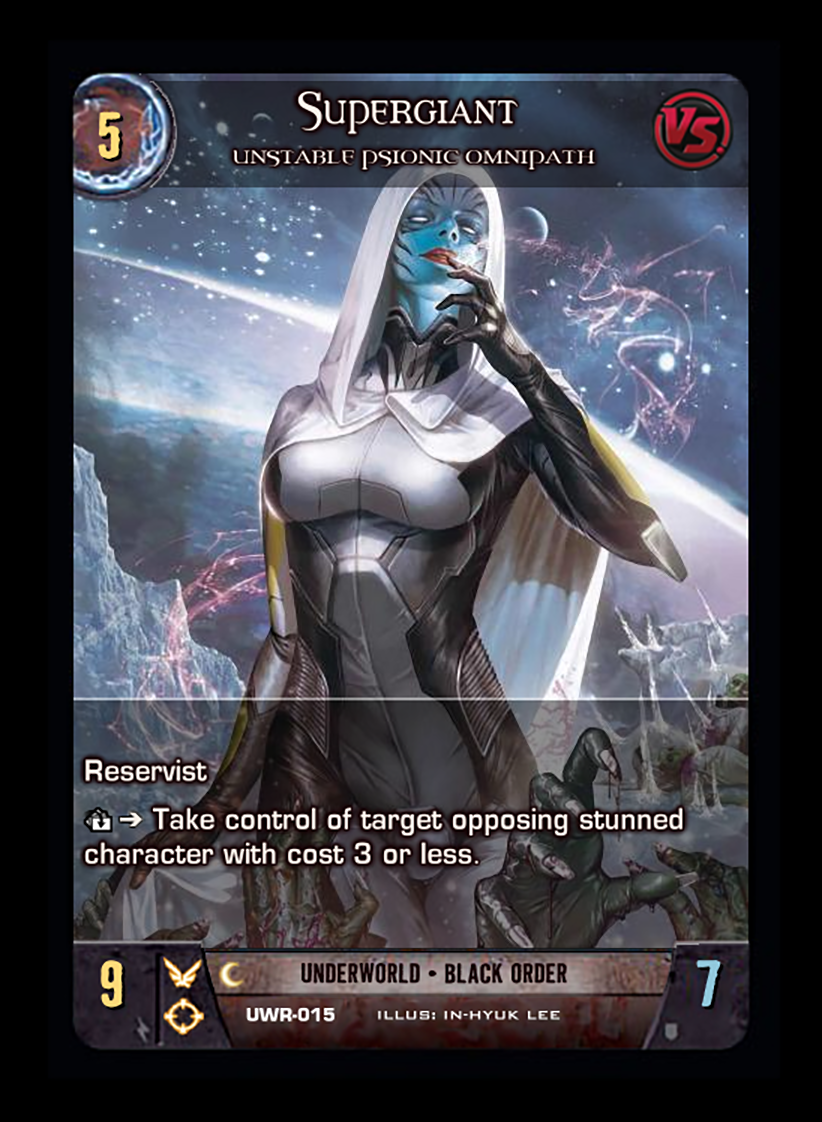 5
Supergiant
VS.
Unstable Psionic Omnipath
Reservist
➔ Take control of target opposing stunned
character with cost 3 or less.
9
UNDERWORLD • BLACK ORDER
7
UWR-015 ILLUS: IN-HYUK LEE